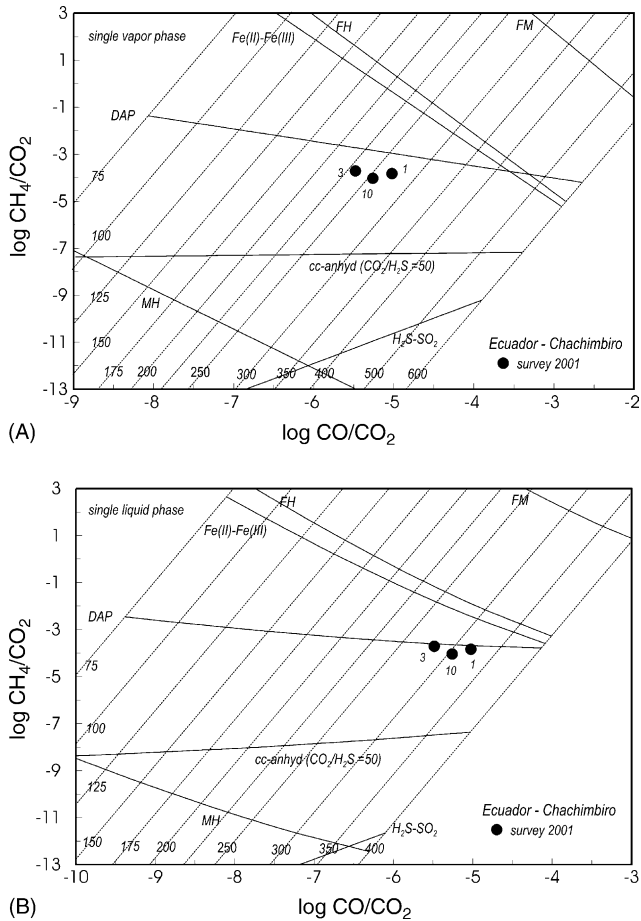 3
single vapor phase
Fe(II)-Fe(III)
FH
FM
1
-1
DAP
-3
3
10
1
75
-5
100
-7
cc-anhyd (CO2/H2S =50)
125
-9
MH
150
-11
H2S-SO2
Ecuador - Chachimbiro
survey 2001
175 200 250 300 350 400 500 600
-13
-9 -8 -7 -6 -5 -4 -3 -2
log CH4/CO2
(A) log CO/CO2
3
single liquid phase
FH
FM
Fe(II)-Fe(III)
1
-1
DAP
-3
3
10
1
75
-5
100
-7
cc-anhyd (CO2/H2S =50)
125
-9
MH
-11
H2S-SO2
Ecuador - Chachimbiro
survey 2001
150 175 200 250 300 350 400
-13
-10 -9 -8 -7 -6 -5 -4 -3
log CH4/CO2
(B) log CO/CO2